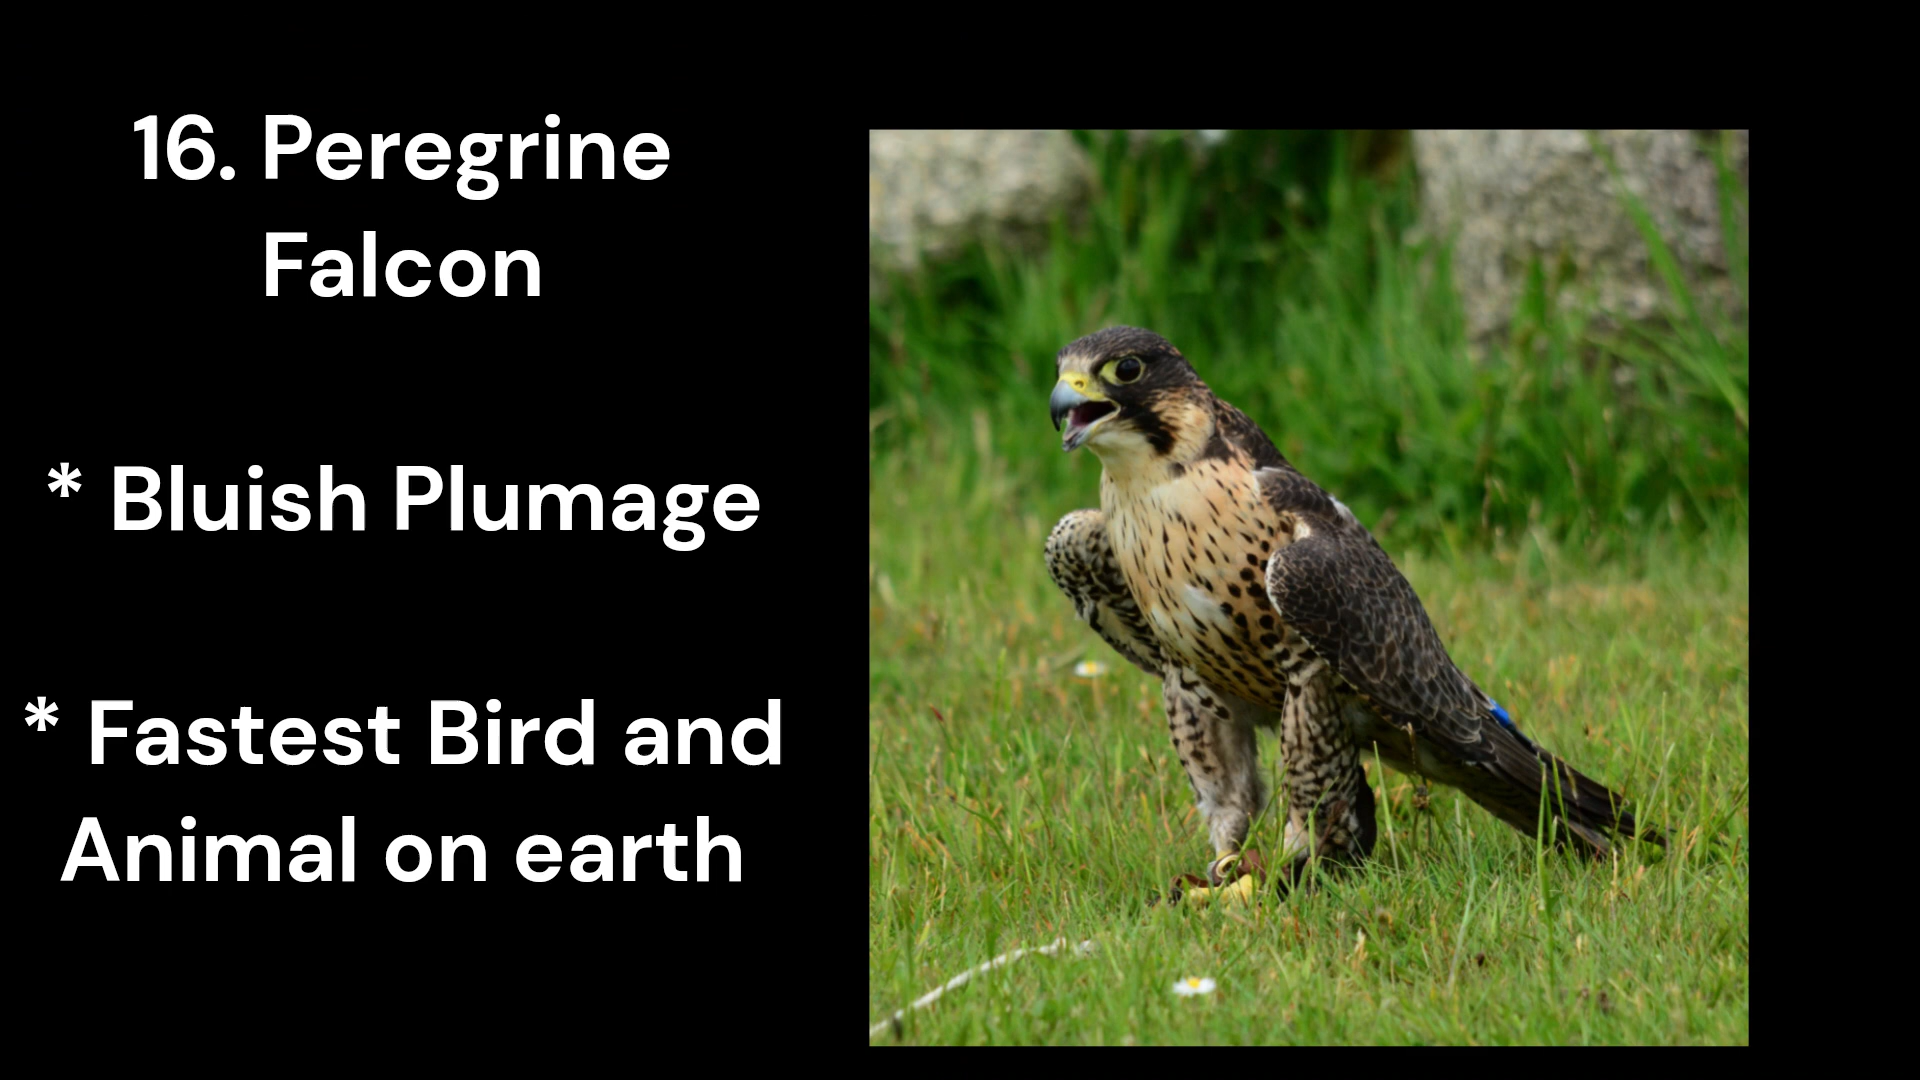 16. Peregrine
Falcon
* Bluish Plumage
* Fastest Bird and
Animal on earth